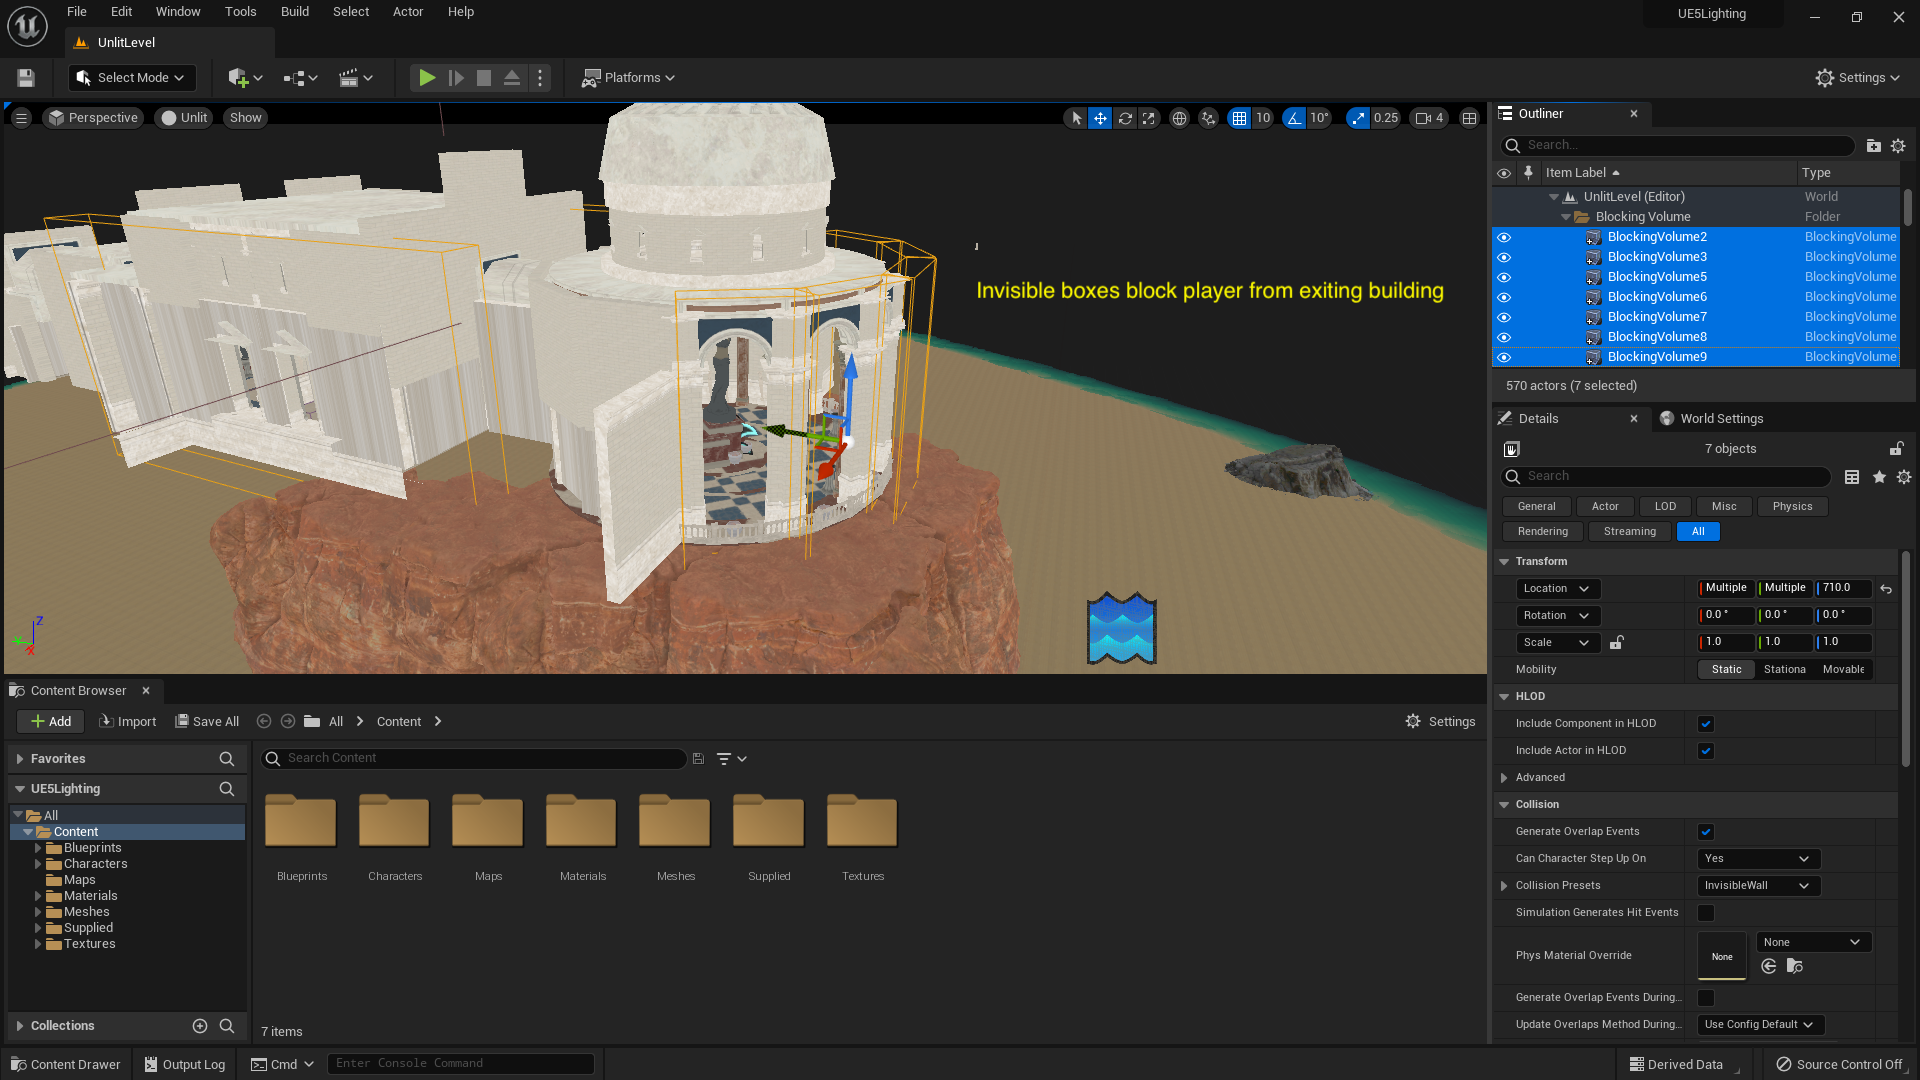 File Edit Window Tools Build Select Actor Help
UE5Lighting
UnlitLevel
Select Mode
Platforms
Settings
Perspective Unlit Show
10 10° 0.25 4
Invisible boxes block player from exiting building
Z
Y
X
Outliner
Search...
Item Label Type
UnlitLevel (Editor) World
Blocking Volume Folder
BlockingVolume2 BlockingVolume
BlockingVolume3 BlockingVolume
BlockingVolume5 BlockingVolume
BlockingVolume6 BlockingVolume
BlockingVolume7 BlockingVolume
BlockingVolume8 BlockingVolume
BlockingVolume9 BlockingVolume
570 actors (7 selected)
Details World Settings
7 objects
Search
General Actor LOD Misc Physics
Rendering Streaming All
Transform
Location Multiple Multiple 710.0
Rotation 0.0 ° 0.0 ° 0.0 °
Scale 1.0 1.0 1.0
Mobility Static Stationa Movable
HLOD
Include Component in HLOD
Include Actor in HLOD
Advanced
Collision
Generate Overlap Events
Can Character Step Up On Yes
Collision Presets InvisibleWall
Simulation Generates Hit Events
Phys Material Override None None
Generate Overlap Events During...
Update Overlaps Method During... Use Config Default
Content Browser
Add Import Save All All Content Settings
Favorites
UE5Lighting
All
Content
Blueprints
Characters
Maps
Materials
Meshes
Supplied
Textures
Collections
Search Content
Blueprints Characters Maps Materials Meshes Supplied Textures
7 items
Content Drawer Output Log Cmd Enter Console Command Derived Data Source Control Off